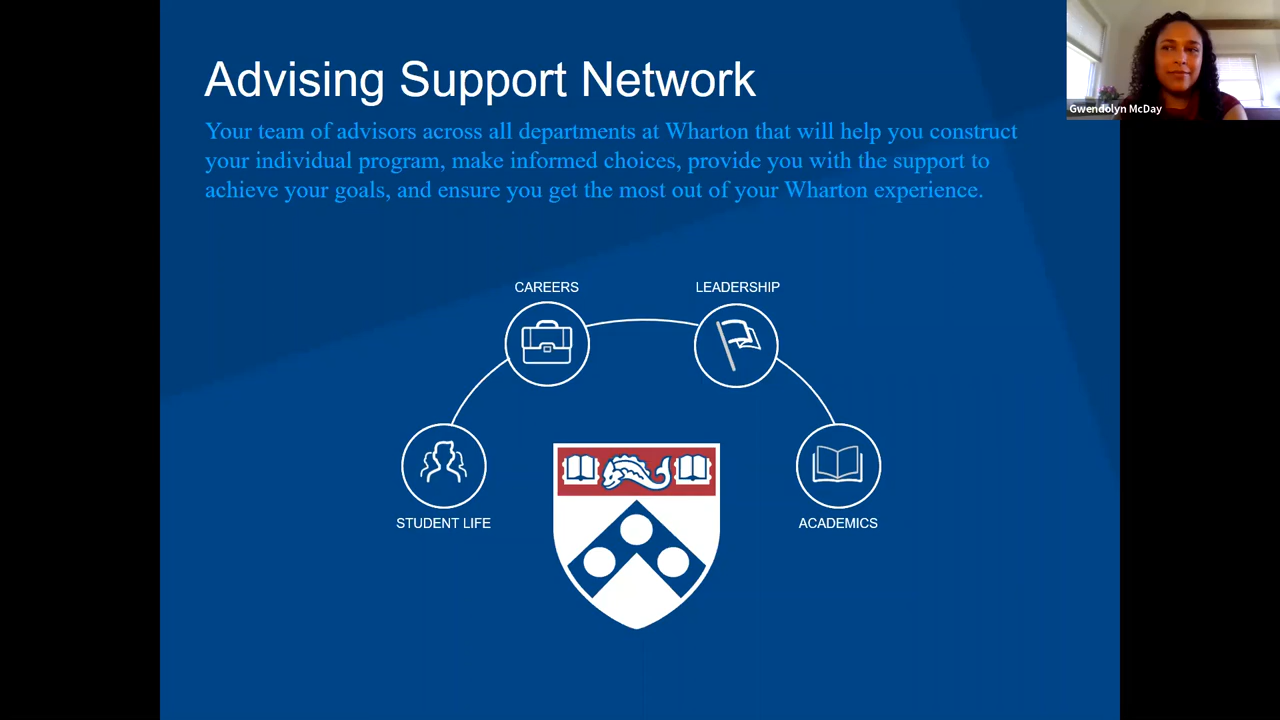 Advising Support Network
Your team of advisors across all departments at Wharton that will help you construct
your individual program, make informed choices, provide you with the support to
achieve your goals, and ensure you get the most out of your Wharton experience.
CAREERS
LEADERSHIP
STUDENT LIFE
ACADEMICS
Gwendolyn McDay